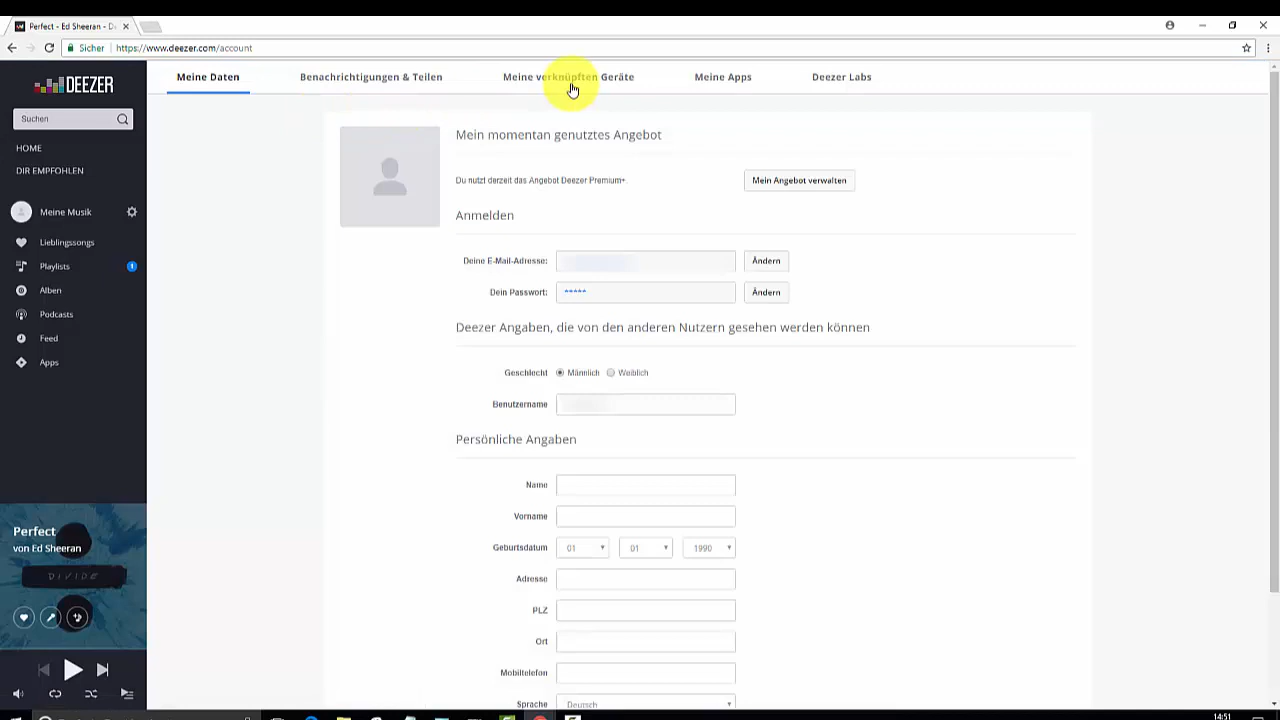 Perfect - Ed Sheeran - D
Sicher https://www.deezer.com/account
DEEZER
Suchen
HOME
DIR EMPFOHLEN
Meine Musik
Lieblingssongs
Playlists 1
Alben
Podcasts
Feed
Apps
Perfect
von Ed Sheeran
DIVIDE
Meine Daten Benachrichtigungen & Teilen Meine verknüpften Geräte Meine Apps Deezer Labs
Mein momentan genutztes Angebot
Du nutzt derzeit das Angebot Deezer Premium+. Mein Angebot verwalten
Anmelden
Deine E-Mail-Adresse: Ändern
Dein Passwort: ***** Ändern
Deezer Angaben, die von den anderen Nutzern gesehen werden können
Geschlecht Männlich Weiblich
Benutzername
Persönliche Angaben
Name
Vorname
Geburtsdatum 01 01 1990
Adresse
PLZ
Ort
Mobiltelefon
Sprache Deutsch
14:51